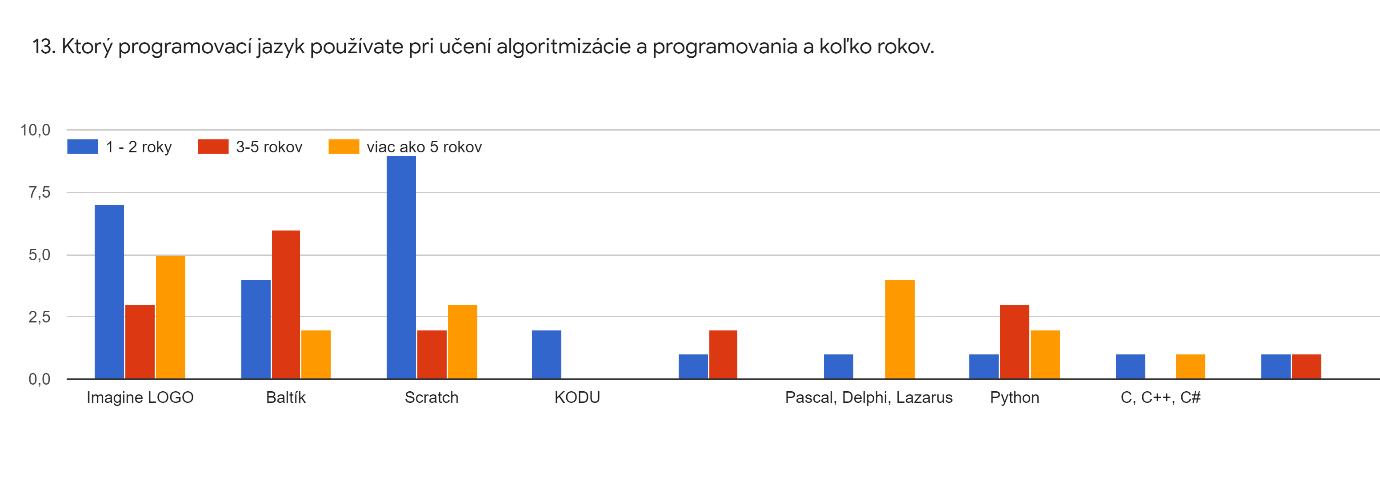 13. Ktorý programovací jazyk používate pri učení algoritmizácie a programovania a koľko rokov.
10,0
1 - 2 roky 3-5 rokov viac ako 5 rokov
7,5
5,0
2,5
0,0
Imagine LOGO Baltík Scratch KODU Pascal, Delphi, Lazarus Python C, C++, C#